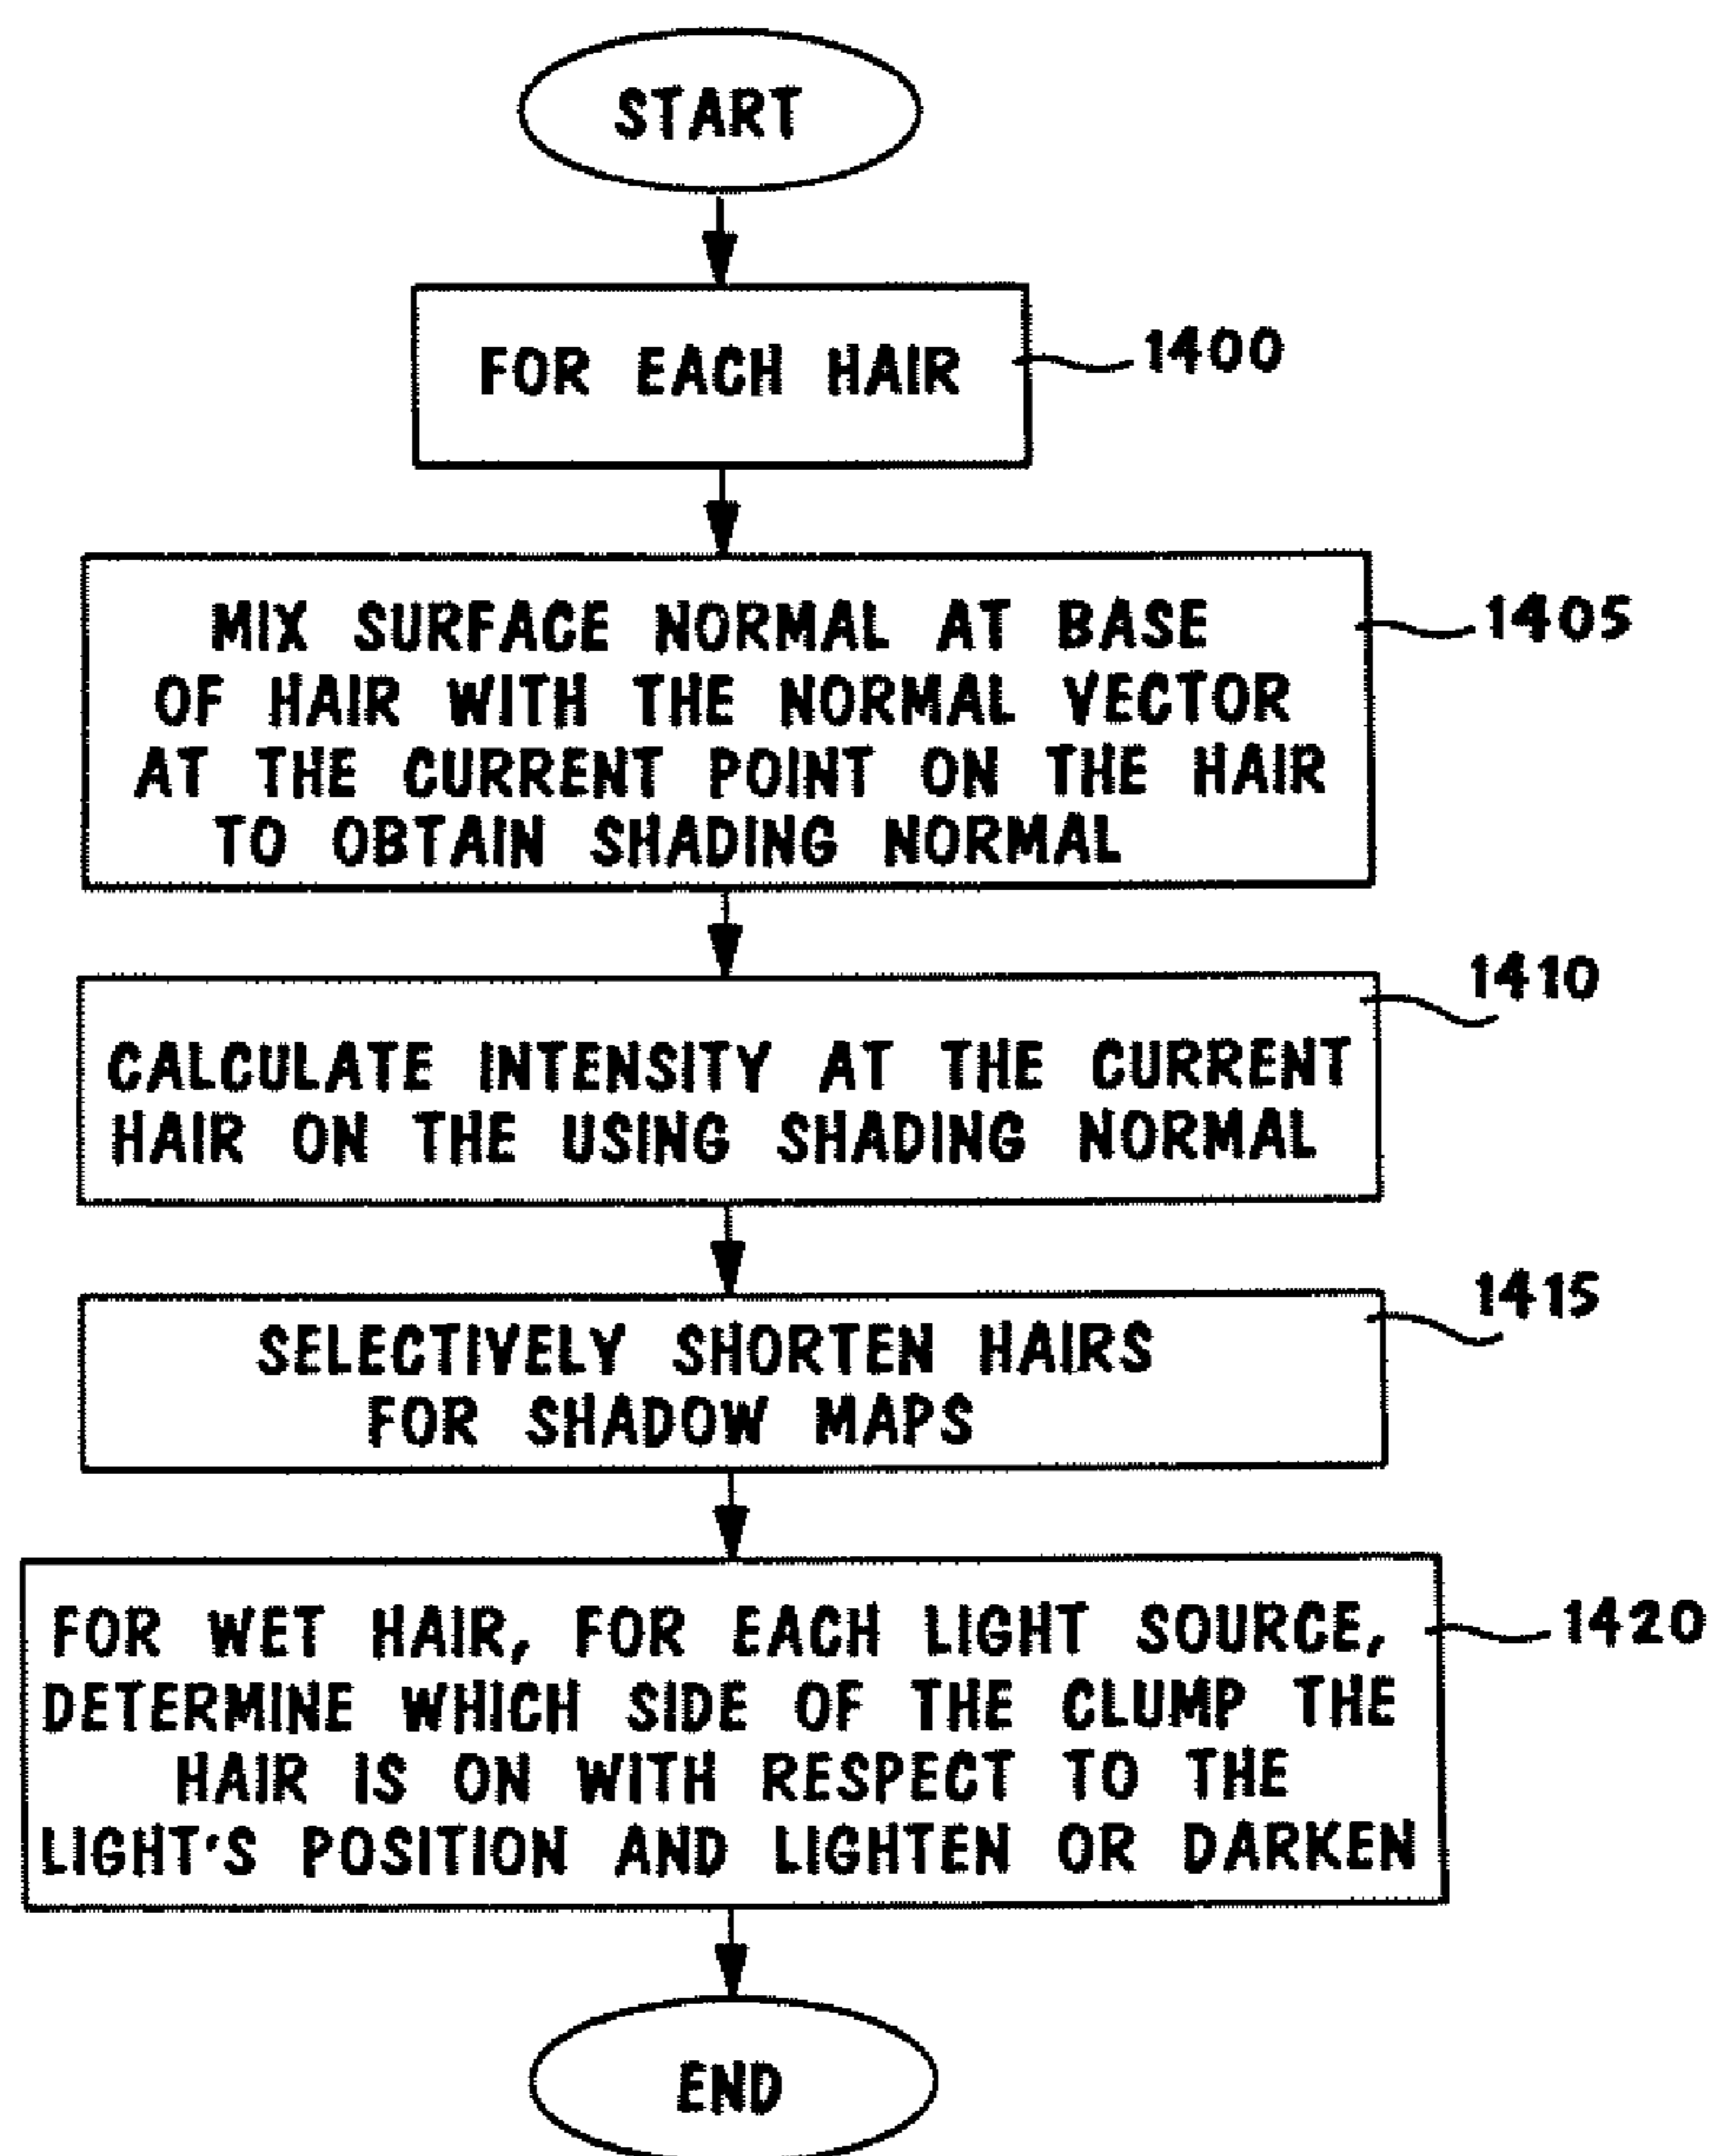 START
FOR EACH HAIR
1400
MIX SURFACE NORMAL AT BASE
OF HAIR WITH THE NORMAL VECTOR
AT THE CURRENT POINT ON THE HAIR
TO OBTAIN SHADING NORMAL
1405
1410
CALCULATE INTENSITY AT THE CURRENT
HAIR ON THE USING SHADING NORMAL
1415
SELECTIVELY SHORTEN HAIRS
FOR SHADOW MAPS
FOR WET HAIR, FOR EACH LIGHT SOURCE,
DETERMINE WHICH SIDE OF THE CLUMP THE
HAIR IS ON WITH RESPECT TO THE
LIGHT'S POSITION AND LIGHTEN OR DARKEN
1420
END